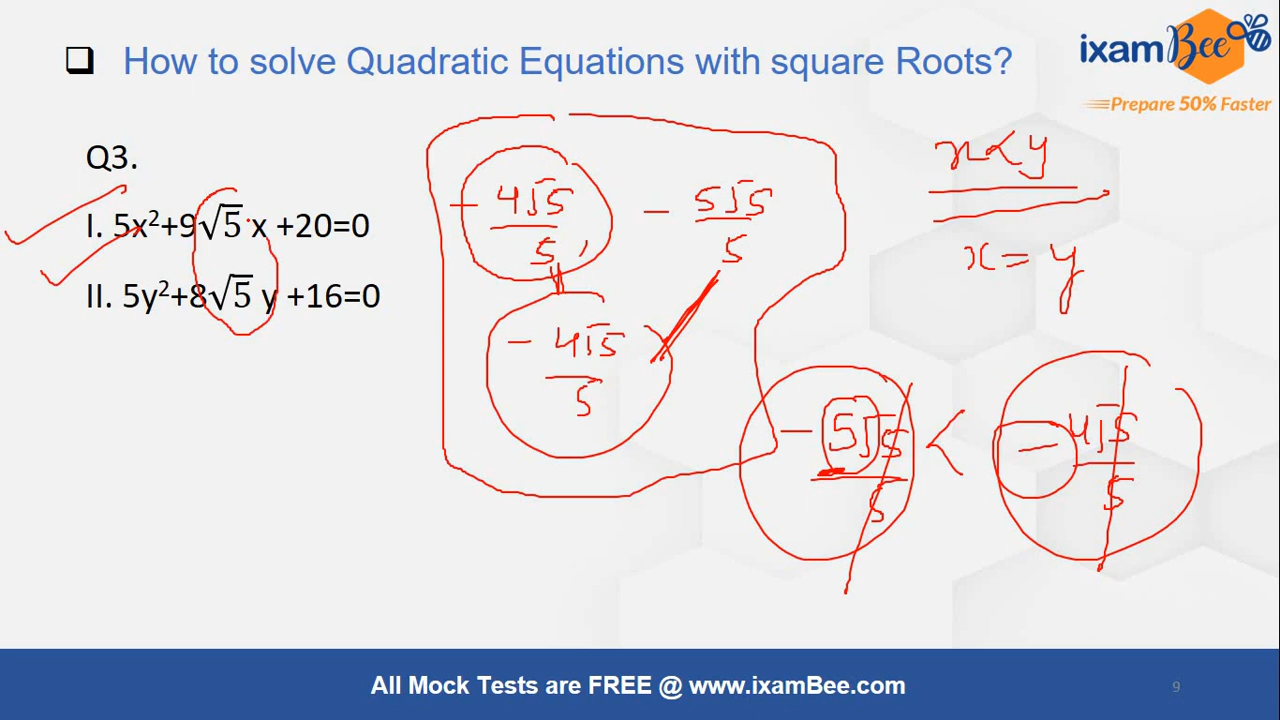 How to solve Quadratic Equations with square Roots?
ixamBee
Prepare 50% Faster
Q3.
I. 5x²+9√5 x +20=0
II. 5y²+8√5 y +16=0
− 4√5/5 , − 5√5/5
− 4√5/5
x < y
x = y
− 5√5/5 < − 4√5/5
All Mock Tests are FREE @ www.ixamBee.com
9